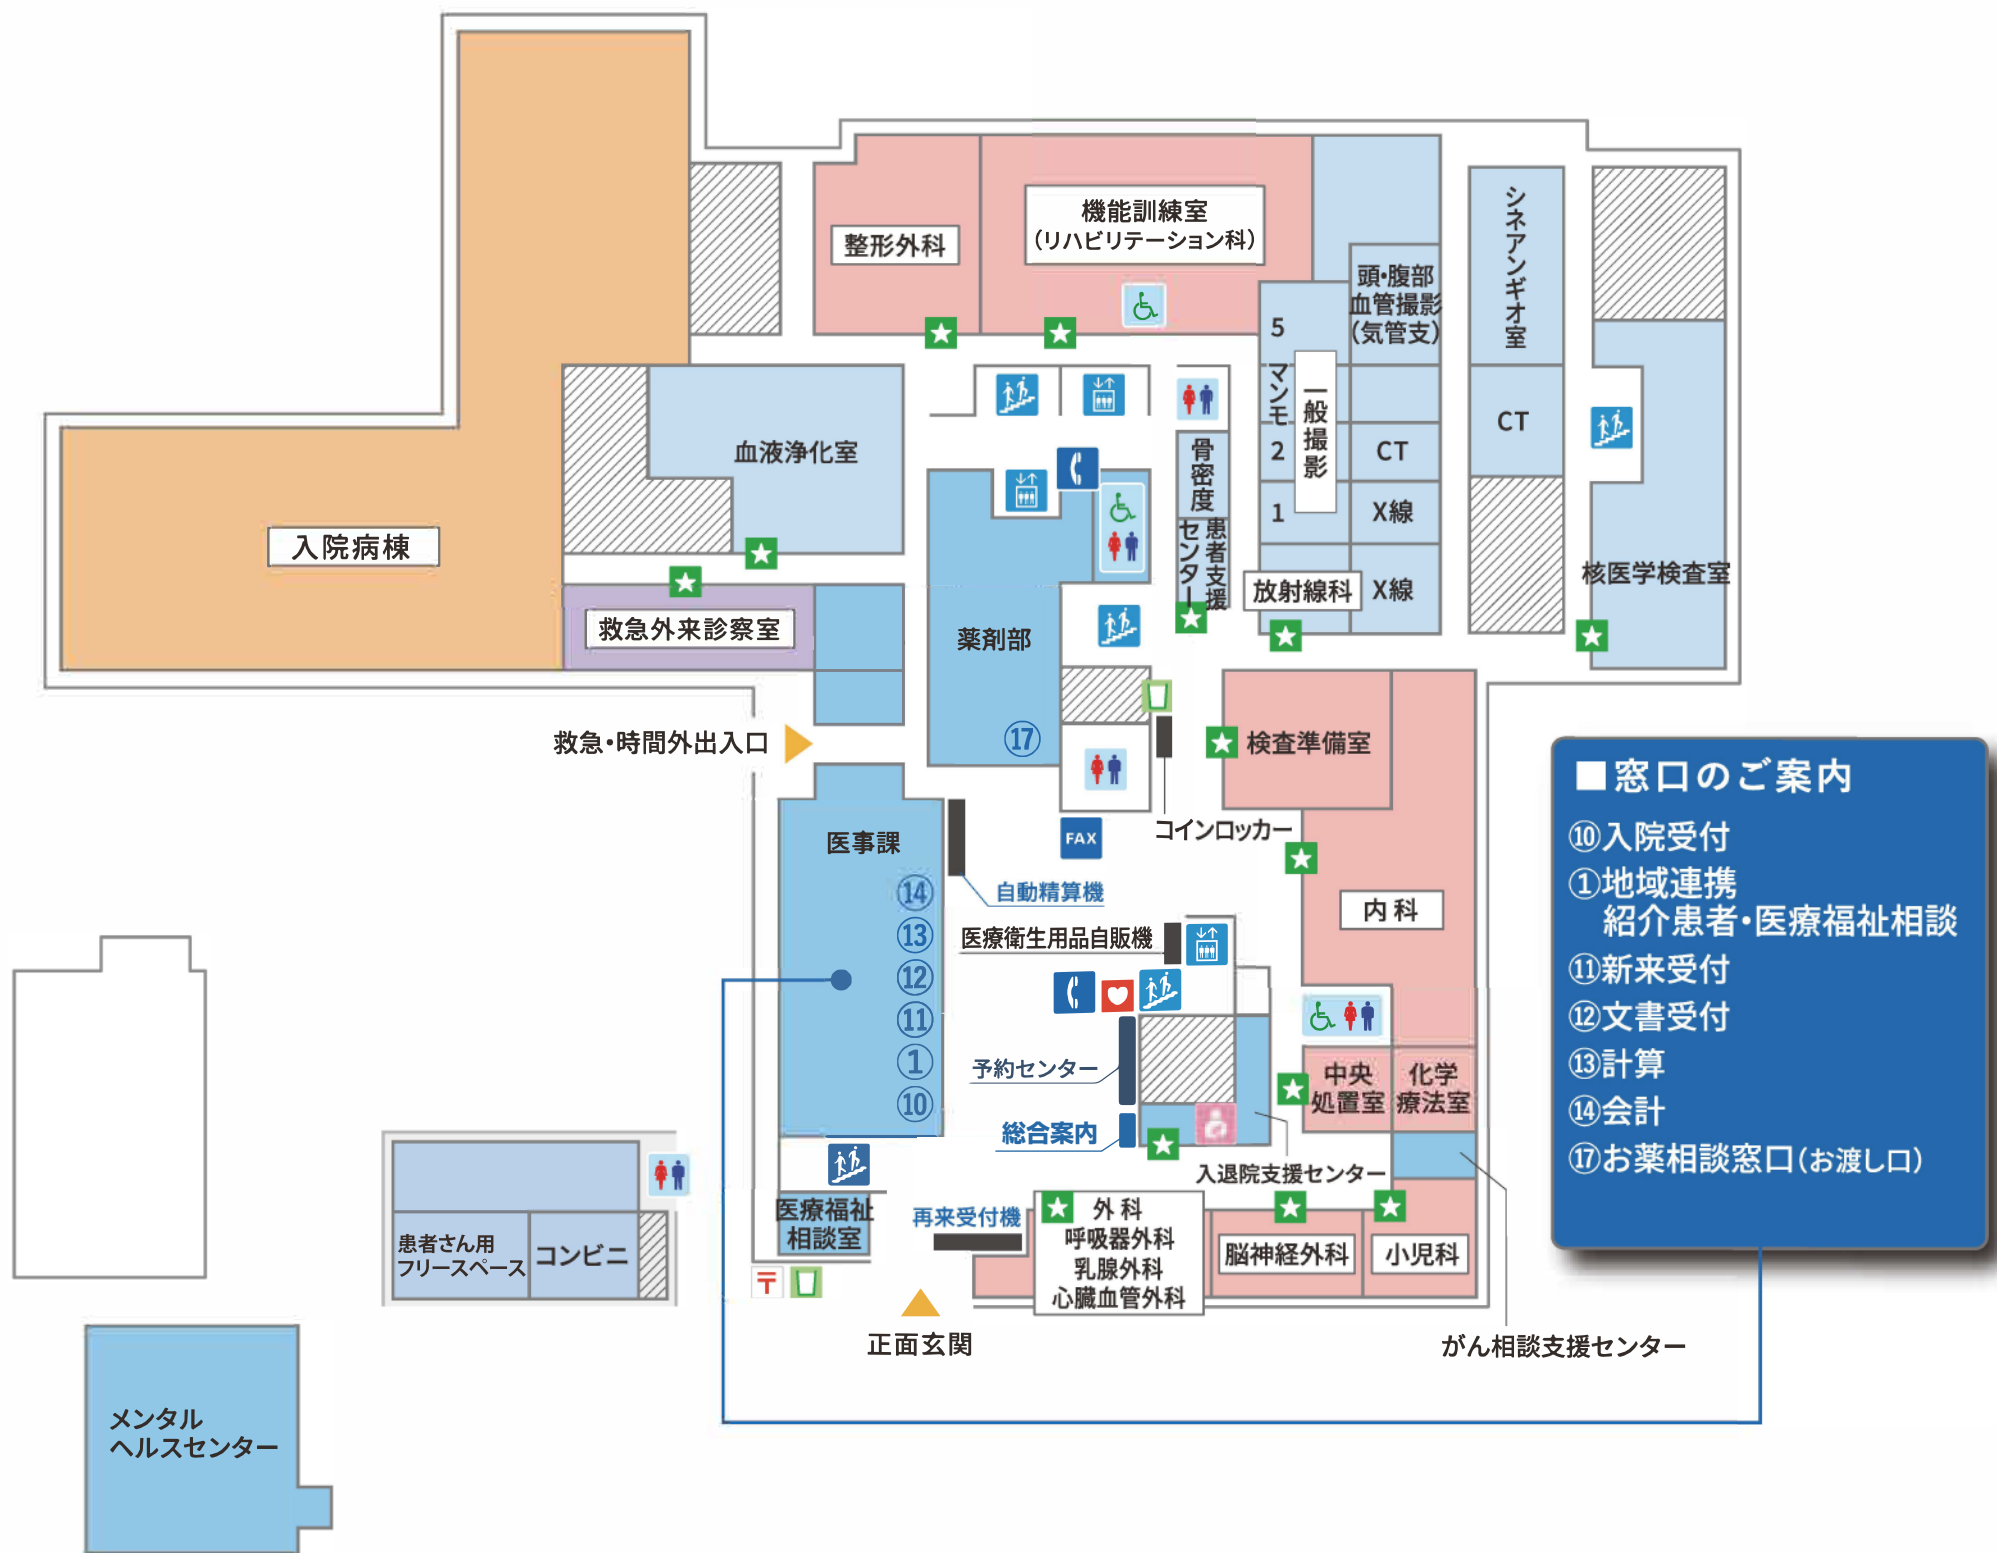 整形外科
機能訓練室
（リハビリテーション科）
頭・腹部
血管撮影
（気管支）
シネアンギオ室
5
マンモ
一般撮影
2
1
CT
X線
X線
CT
骨密度
患者支援
センター
放射線科
核医学検査室
血液浄化室
入院病棟
救急外来診察室
薬剤部
⑰
救急・時間外出入口
検査準備室
コインロッカー
FAX
医事課
⑭
⑬
⑫
⑪
①
⑩
自動精算機
医療衛生用品自販機
内科
予約センター
総合案内
中央
処置室
化学
療法室
入退院支援センター
医療福祉
相談室
再来受付機
外科
呼吸器外科
乳腺外科
心臓血管外科
脳神経外科
小児科
〒
正面玄関
がん相談支援センター
患者さん用
フリースペース
コンビニ
メンタル
ヘルスセンター
■窓口のご案内
⑩入院受付
①地域連携
紹介患者・医療福祉相談
⑪新来受付
⑫文書受付
⑬計算
⑭会計
⑰お薬相談窓口（お渡し口）